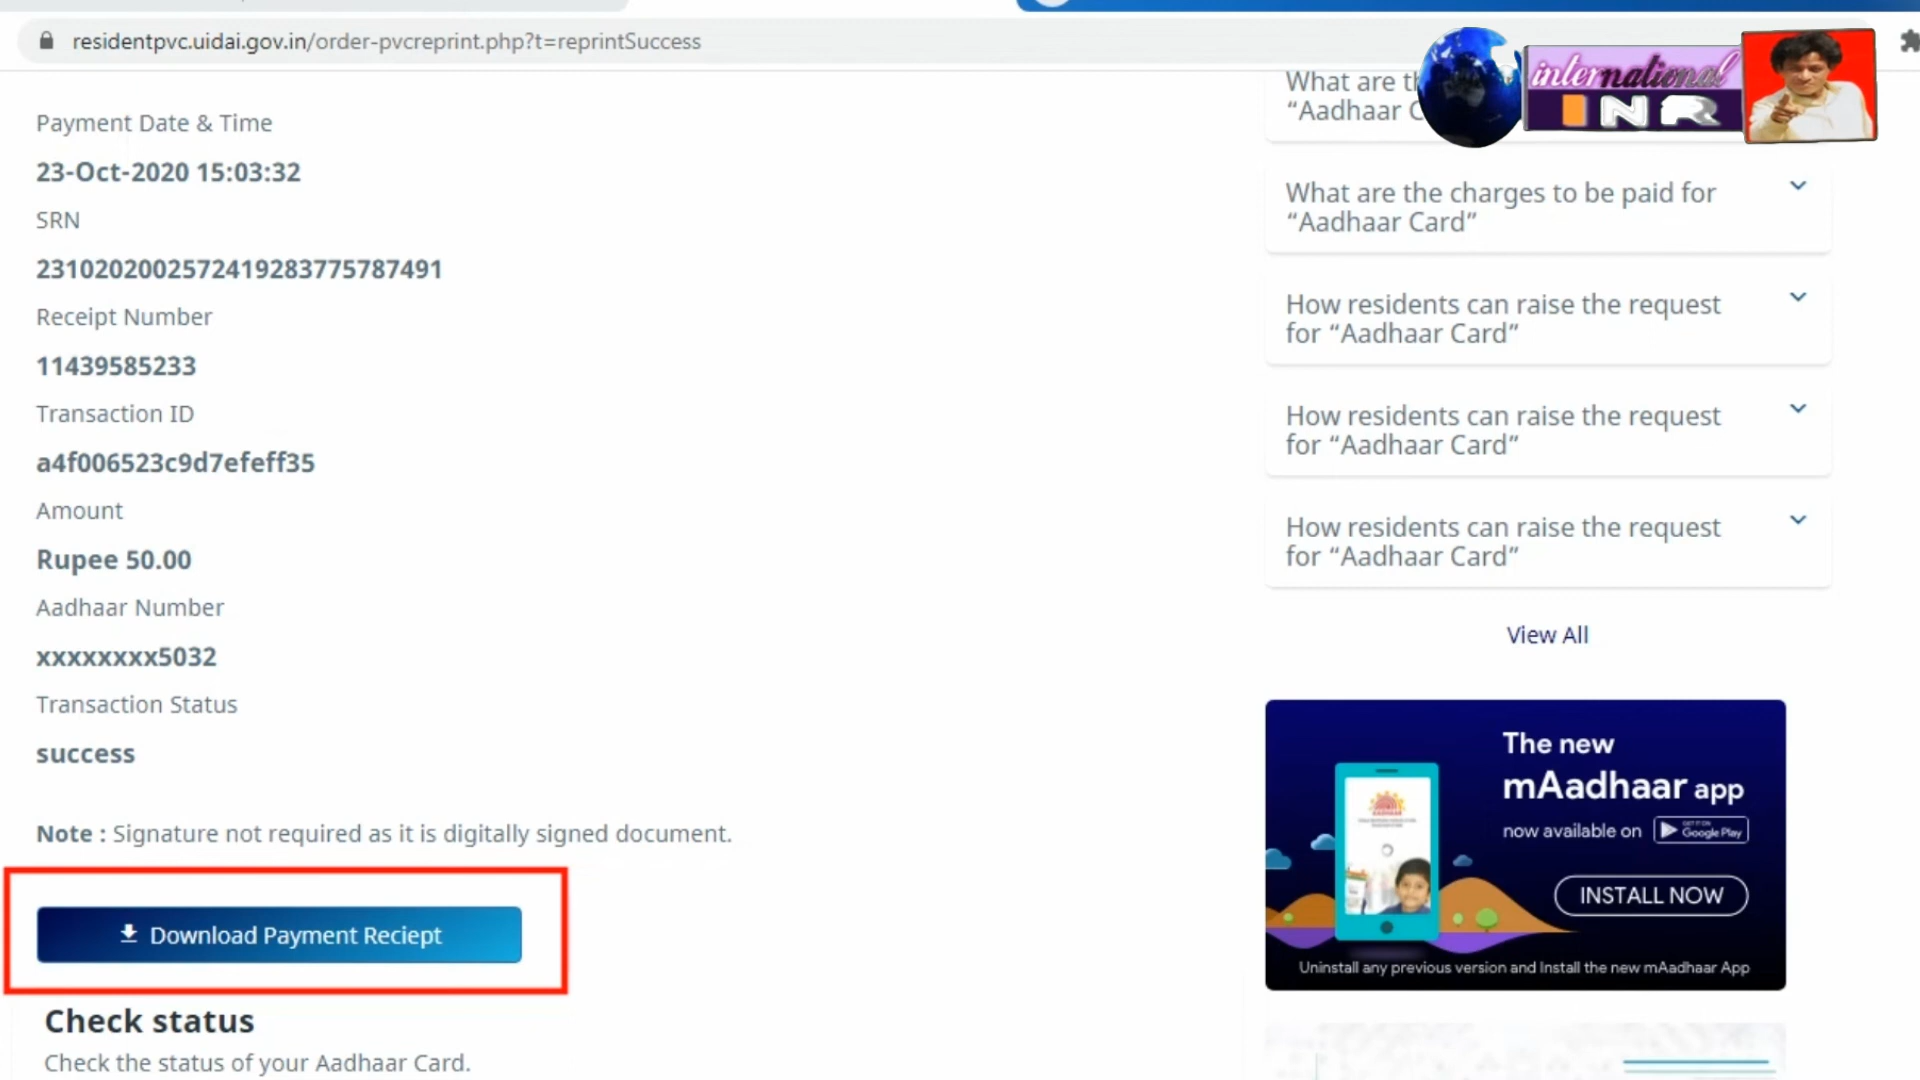 residentpvc.uidai.gov.in/order-pvcreprint.php?t=reprintSuccess
international
INR
Payment Date & Time
23-Oct-2020 15:03:32
SRN
2310202002572419283775787491
Receipt Number
11439585233
Transaction ID
a4f006523c9d7efeff35
Amount
Rupee 50.00
Aadhaar Number
xxxxxxxx5032
Transaction Status
success
Note : Signature not required as it is digitally signed document.
Download Payment Reciept
Check status
Check the status of your Aadhaar Card.
What are
“Aadhaar
What are the charges to be paid for
“Aadhaar Card”
How residents can raise the request
for “Aadhaar Card”
How residents can raise the request
for “Aadhaar Card”
How residents can raise the request
for “Aadhaar Card”
View All
The new
mAadhaar app
now available on
GET IT ON
Google Play
INSTALL NOW
Uninstall any previous version and Install the new mAadhaar App